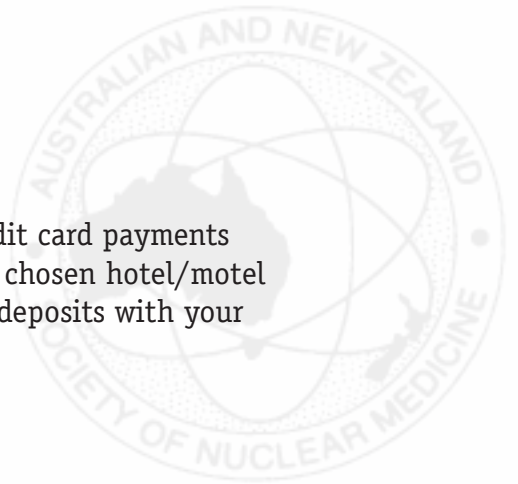 AUSTRALIAN AND NEW ZEALAND
dit card payments
chosen hotel/motel
deposits with your
SOCIETY OF NUCLEAR MEDICINE